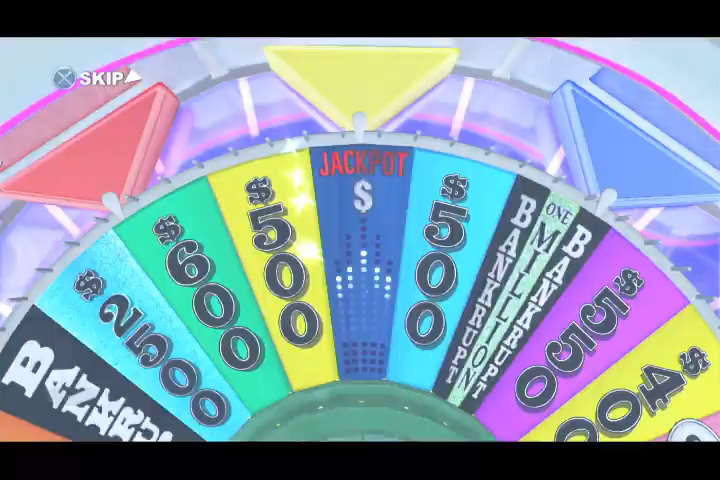 SKIP
BANKRU
$2500
$600
$500
JACKPOT
$
$500
BANKRUPT
ONE MILLION
BANKRUPT
$550
$400